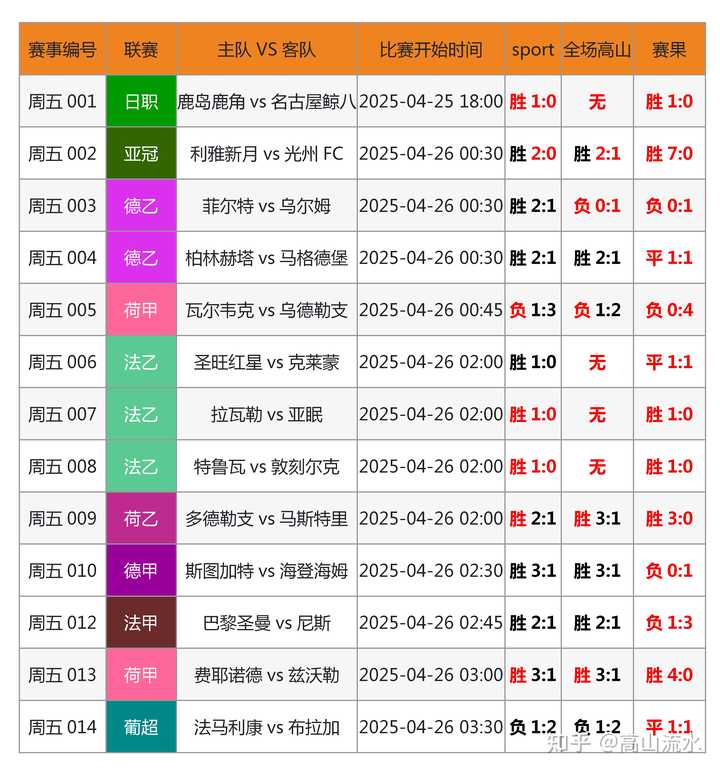 赛事编号 联赛 主队 VS 客队 比赛开始时间 sport 全场高山 赛果
周五 001 日职 鹿岛鹿角 vs 名古屋鲸八 2025-04-25 18:00 胜 1:0 无 胜 1:0
周五 002 亚冠 利雅新月 vs 光州 FC 2025-04-26 00:30 胜 2:0 胜 2:1 胜 7:0
周五 003 德乙 菲尔特 vs 乌尔姆 2025-04-26 00:30 胜 2:1 负 0:1 负 0:1
周五 004 德乙 柏林赫塔 vs 马格德堡 2025-04-26 00:30 胜 2:1 胜 2:1 平 1:1
周五 005 荷甲 瓦尔韦克 vs 乌德勒支 2025-04-26 00:45 负 1:3 负 1:2 负 0:4
周五 006 法乙 圣旺红星 vs 克莱蒙 2025-04-26 02:00 胜 1:0 无 平 1:1
周五 007 法乙 拉瓦勒 vs 亚眠 2025-04-26 02:00 胜 1:0 无 胜 1:0
周五 008 法乙 特鲁瓦 vs 敦刻尔克 2025-04-26 02:00 胜 1:0 无 胜 1:0
周五 009 荷乙 多德勒支 vs 马斯特里 2025-04-26 02:00 胜 2:1 胜 3:1 胜 3:0
周五 010 德甲 斯图加特 vs 海登海姆 2025-04-26 02:30 胜 3:1 胜 3:1 负 0:1
周五 012 法甲 巴黎圣曼 vs 尼斯 2025-04-26 02:45 胜 2:1 胜 2:1 负 1:3
周五 013 荷甲 费耶诺德 vs 兹沃勒 2025-04-26 03:00 胜 3:1 胜 3:1 胜 4:0
周五 014 葡超 法马利康 vs 布拉加 2025-04-26 03:30 负 1:2 负 1:2 平 1:1
知乎 @高山流水